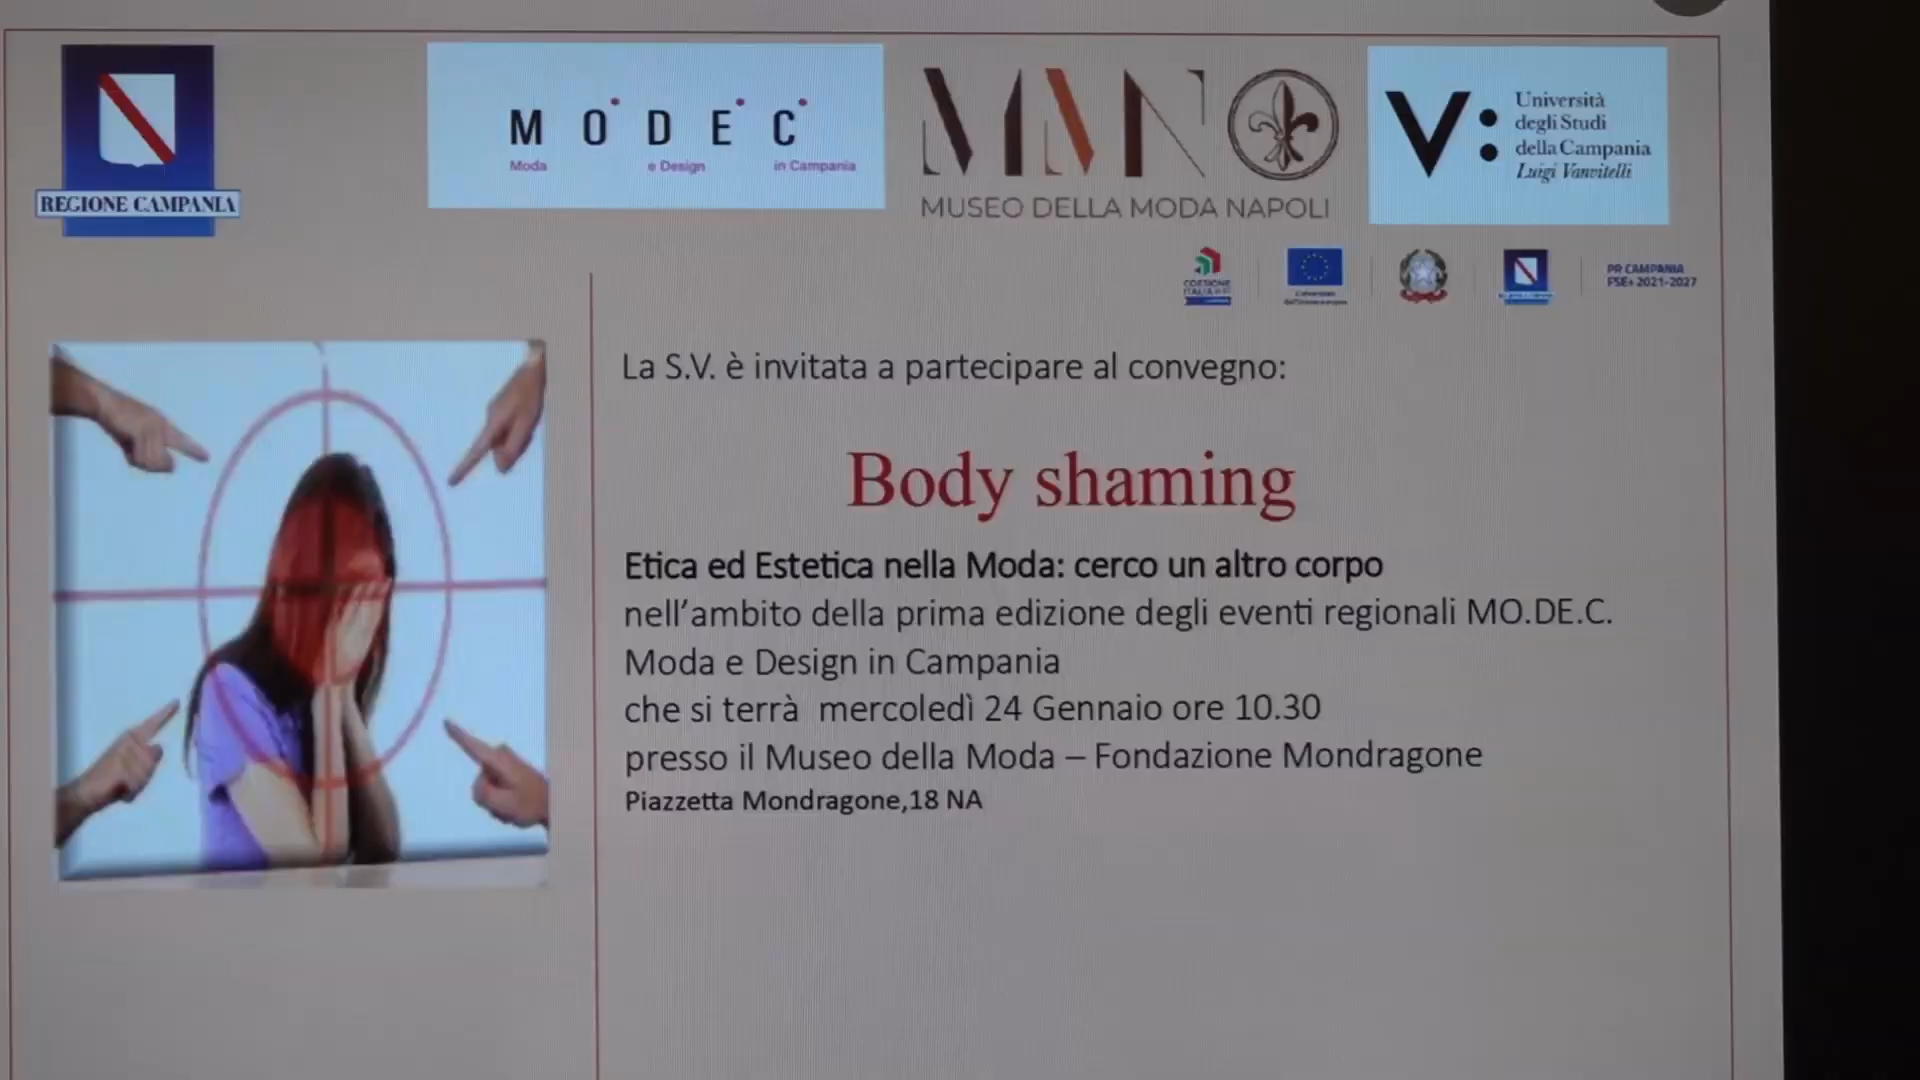 REGIONE CAMPANIA
M O D E C
Moda e Design in Campania
MUSEO DELLA MODA NAPOLI
V:
Università
degli Studi
della Campania
Luigi Vanvitelli
COESIONE
PR CAMPANIA
FSE+ 2021-2027
La S.V. è invitata a partecipare al convegno:
Body shaming
Etica ed Estetica nella Moda: cerco un altro corpo
nell’ambito della prima edizione degli eventi regionali MO.DE.C.
Moda e Design in Campania
che si terrà mercoledì 24 Gennaio ore 10.30
presso il Museo della Moda – Fondazione Mondragone
Piazzetta Mondragone,18 NA